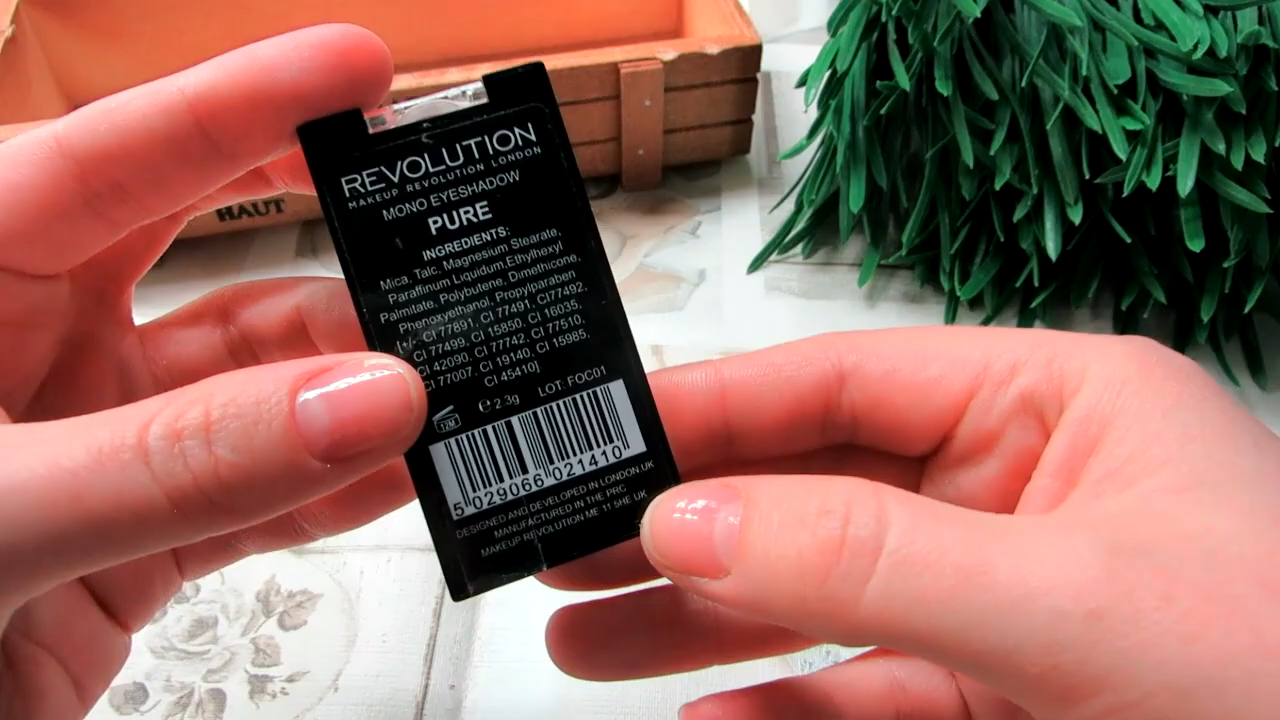 REVOLUTION
MAKEUP REVOLUTION LONDON
MONO EYESHADOW
PURE
INGREDIENTS:
Mica, Talc, Magnesium Stearate,
Paraffinum Liquidum,Ethylhexyl
Palmitate, Polybutene, Dimethicone,
Phenoxyethanol, Propylparaben
[+/- CI 77891, CI 77491, CI77492,
CI 77499, CI 15850, CI 16035,
CI 42090, CI 77742, CI 77510,
CI 77007, CI 19140, CI 15985,
CI 45410]
12M
℮ 2.3g LOT: FOC01
5 029066 021410
DESIGNED AND DEVELOPED IN LONDON.UK
MANUFACTURED IN THE PRC
MAKEUP REVOLUTION ME 11 5HE UK
HAUT